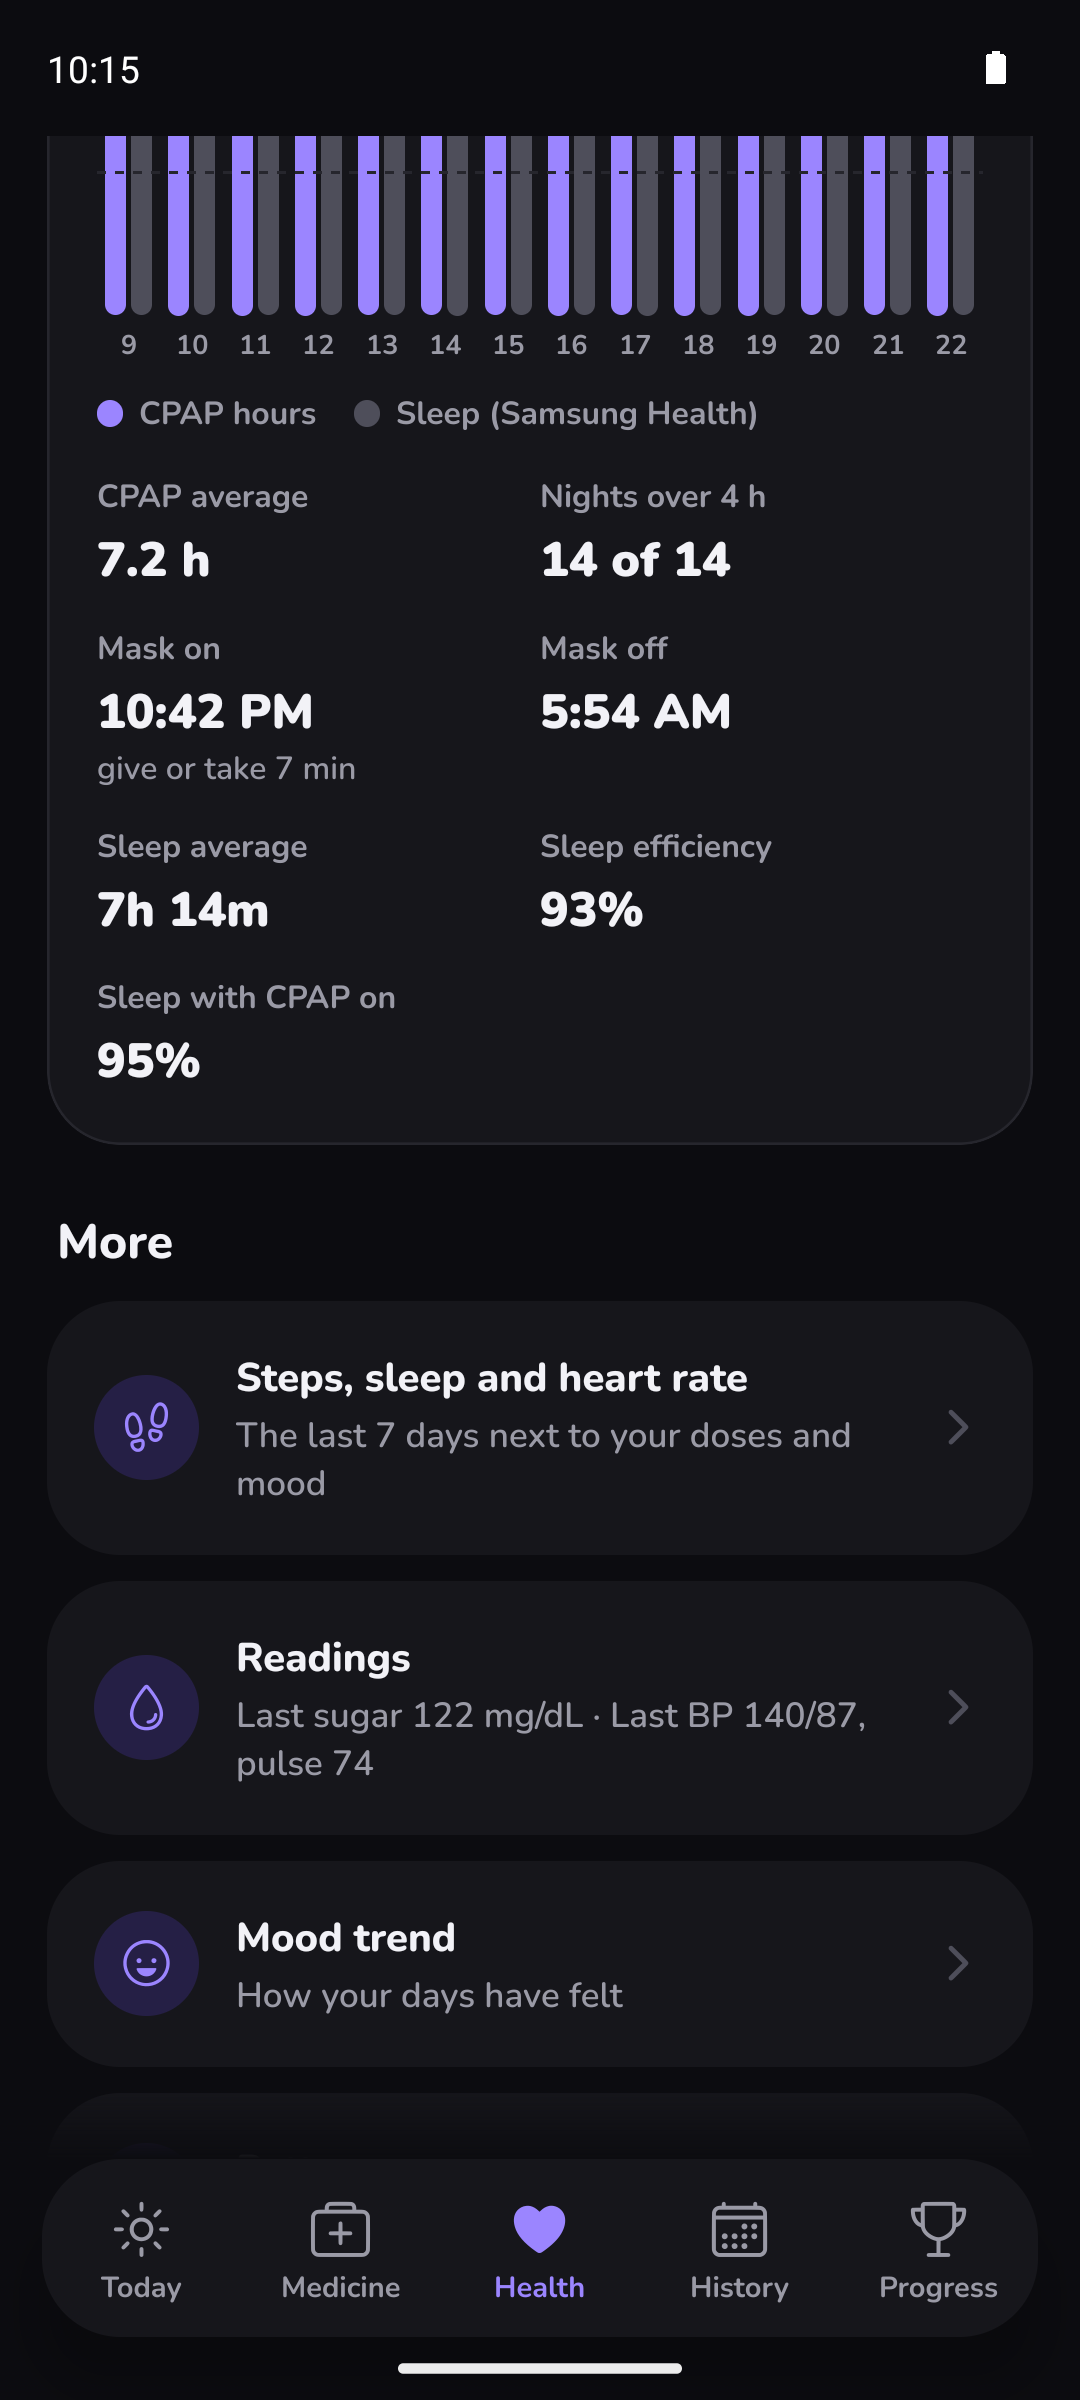 10:15
9 10 11 12 13 14 15 16 17 18 19 20 21 22
CPAP hours Sleep (Samsung Health)
CPAP average Nights over 4 h
7.2 h 14 of 14
Mask on Mask off
10:42 PM 5:54 AM
give or take 7 min
Sleep average Sleep efficiency
7h 14m 93%
Sleep with CPAP on
95%
More
Steps, sleep and heart rate
The last 7 days next to your doses and
mood
Readings
Last sugar 122 mg/dL · Last BP 140/87,
pulse 74
Mood trend
How your days have felt
Today Medicine Health History Progress